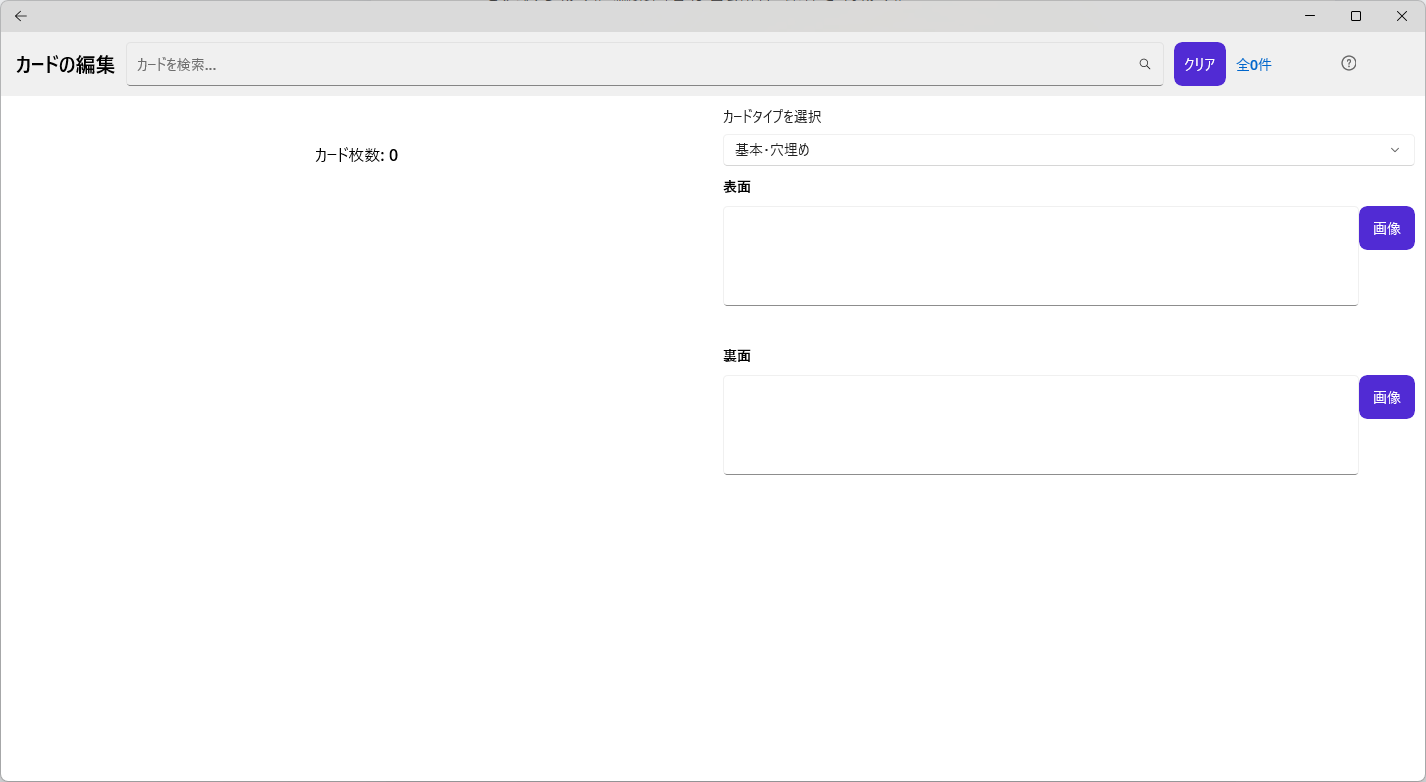 カードの編集
カードを検索...
クリア
全0件
カード枚数: 0
カードタイプを選択
基本・穴埋め
表面
画像
裏面
画像